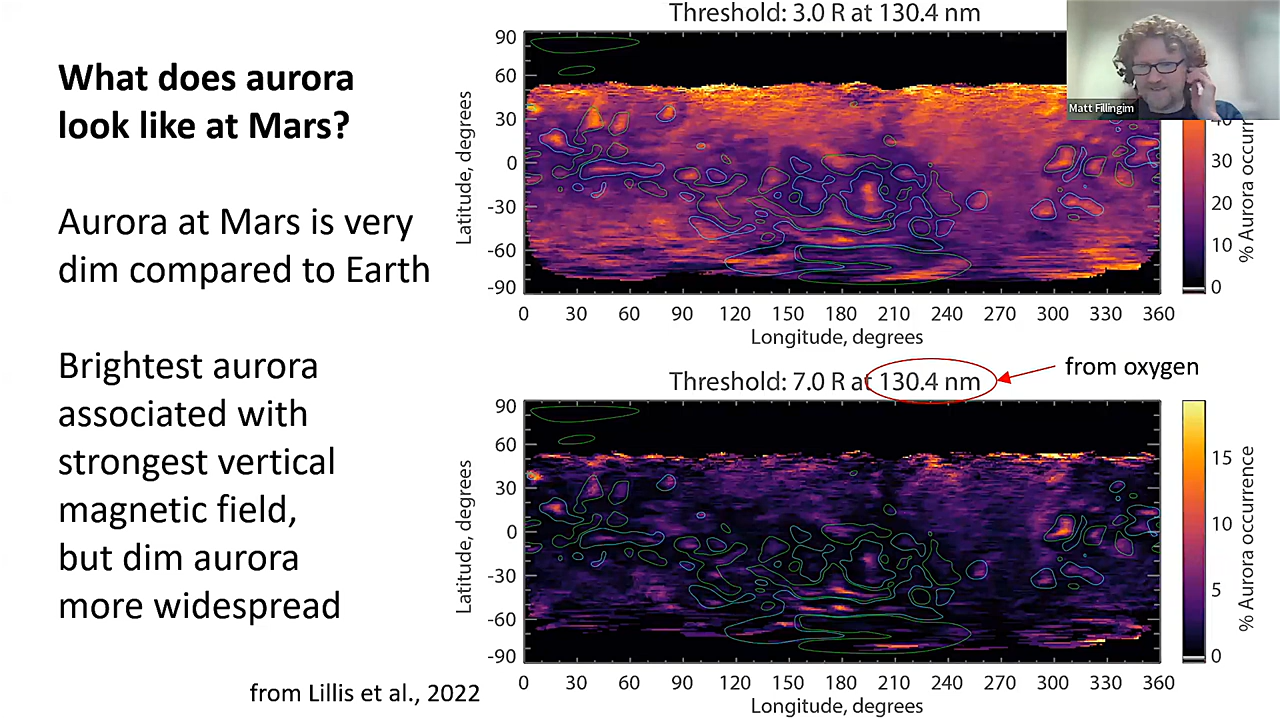 What does aurora
look like at Mars?
Aurora at Mars is very
dim compared to Earth
Brightest aurora
associated with
strongest vertical
magnetic field,
but dim aurora
more widespread
from Lillis et al., 2022
Threshold: 3.0 R at 130.4 nm
Matt Fillingim
90
60
30
0
-30
-60
-90
Latitude, degrees
0 30 60 90 120 150 180 210 240 270 300 330 360
Longitude, degrees
30
20
10
0
% Aurora
from oxygen
Threshold: 7.0 R at 130.4 nm
90
60
30
0
-30
-60
-90
Latitude, degrees
0 30 60 90 120 150 180 210 240 270 300 330 360
Longitude, degrees
15
10
5
0
% Aurora occurrence